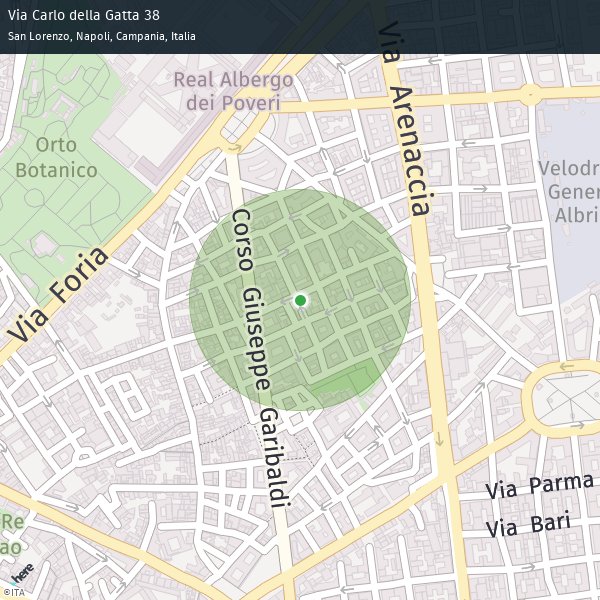 Via Carlo della Gatta 38
San Lorenzo, Napoli, Campania, Italia
Real Albergo
dei Poveri
Via Arenaccia
Orto
Botanico
Velodr
Gener
Albri
Via Foria
Corso Giuseppe Garibaldi
Via Parma
Via Bari
Re
ao
here
©ITA